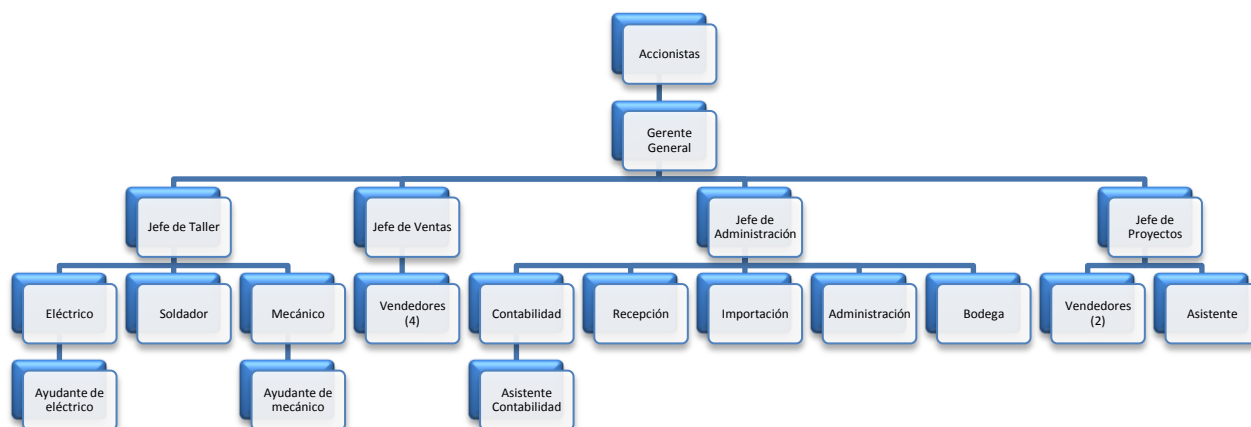 Accionistas
Gerente
General
Jefe de Taller
Jefe de Ventas
Jefe de
Administración
Jefe de
Proyectos
Eléctrico
Soldador
Mecánico
Vendedores
(4)
Contabilidad
Recepción
Importación
Administración
Bodega
Vendedores
(2)
Asistente
Ayudante de
eléctrico
Ayudante de
mecánico
Asistente
Contabilidad